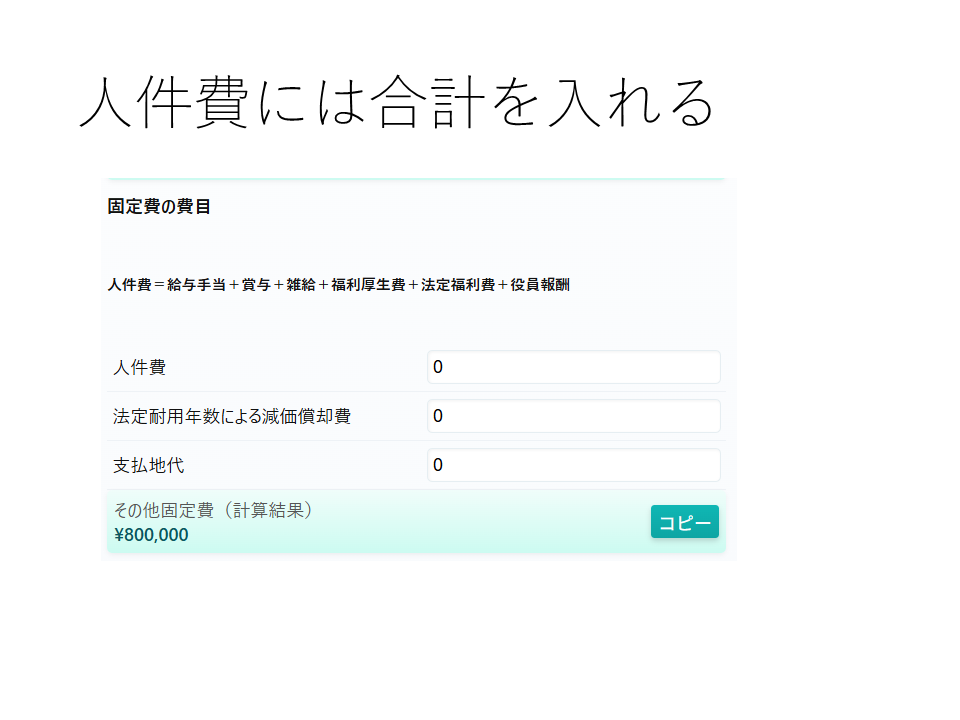 人件費には合計を入れる
固定費の費目
人件費＝給与手当＋賞与＋雑給＋福利厚生費＋法定福利費＋役員報酬
人件費 0
法定耐用年数による減価償却費 0
支払地代 0
その他固定費（計算結果）
¥800,000
コピー